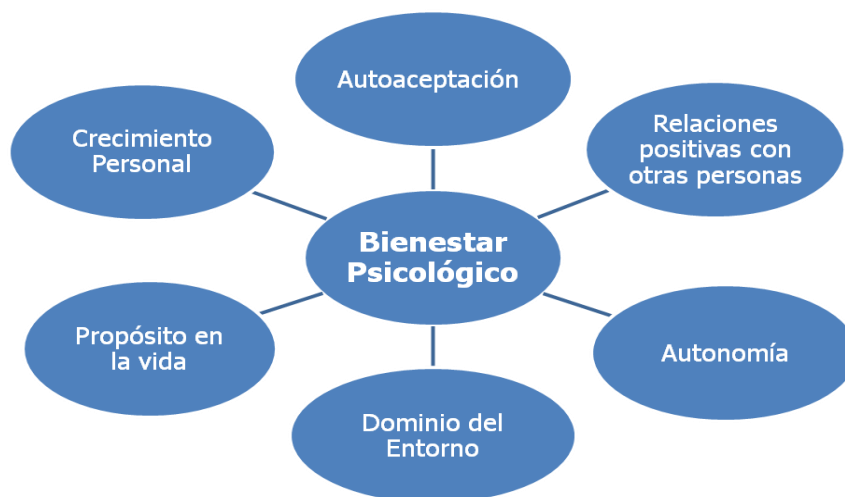 Autoaceptación
Relaciones
positivas con
otras personas
Crecimiento
Personal
Bienestar
Psicológico
Propósito en
la vida
Autonomía
Dominio del
Entorno